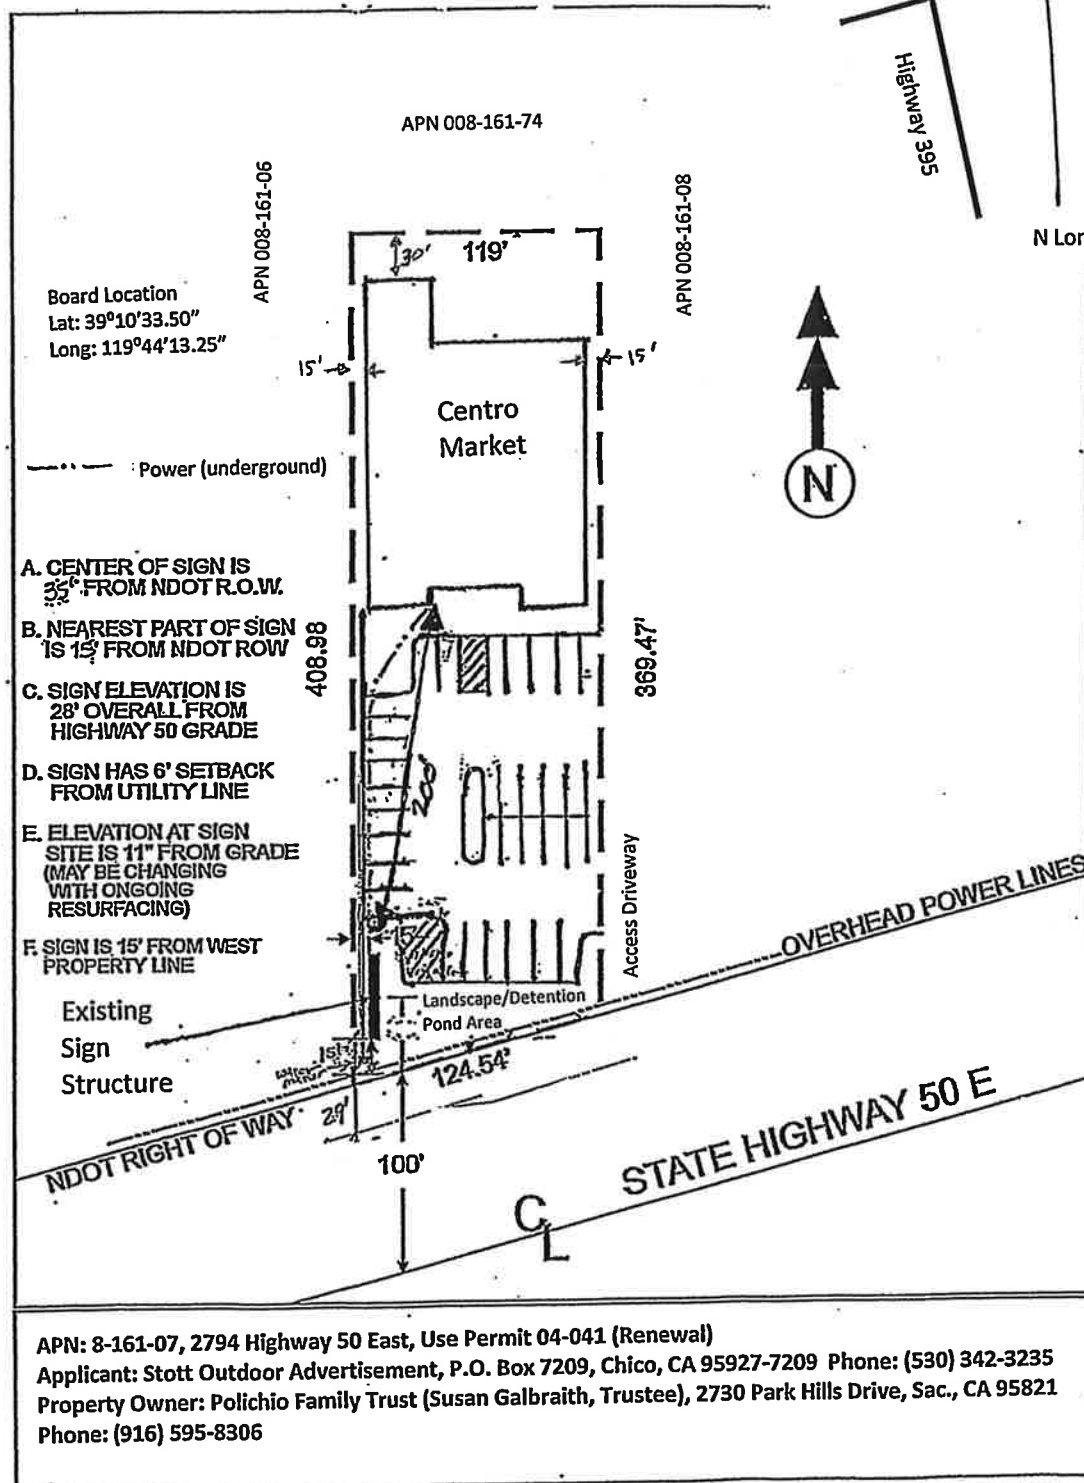 Highway 395
APN 008-161-74
APN 008-161-06
APN 008-161-08
N Lor
119'
30'
Board Location
Lat: 39º10'33.50"
Long: 119º44'13.25"
15'
15'
Centro
Market
N
Power (underground)
A. CENTER OF SIGN IS
35' FROM NDOT R.O.W.
B. NEAREST PART OF SIGN
IS 15' FROM NDOT ROW
C. SIGN ELEVATION IS
28' OVERALL FROM
HIGHWAY 50 GRADE
D. SIGN HAS 6' SETBACK
FROM UTILITY LINE
E. ELEVATION AT SIGN
SITE IS 11" FROM GRADE
(MAY BE CHANGING
WITH ONGOING
RESURFACING)
F. SIGN IS 15' FROM WEST
PROPERTY LINE
408.98
369.47'
200'
Access Driveway
OVERHEAD POWER LINES
15'
Existing
Sign
Structure
Landscape/Detention
Pond Area
124.54'
29'
NDOT RIGHT OF WAY
100'
STATE HIGHWAY 50 E
CL
APN: 8-161-07, 2794 Highway 50 East, Use Permit 04-041 (Renewal)
Applicant: Stott Outdoor Advertisement, P.O. Box 7209, Chico, CA 95927-7209 Phone: (530) 342-3235
Property Owner: Polichio Family Trust (Susan Galbraith, Trustee), 2730 Park Hills Drive, Sac., CA 95821
Phone: (916) 595-8306